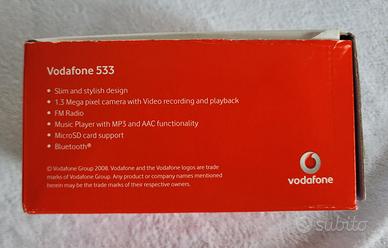 Vodafone 533
• Slim and stylish design
• 1.3 Mega pixel camera with Video recording and playback
• FM Radio
• Music Player with MP3 and AAC functionality
• MicroSD card support
• Bluetooth®
© Vodafone Group 2008. Vodafone and the Vodafone logos are trade
marks of Vodafone Group. Any product or company names mentioned
herein may be the trade marks of their respective owners.
vodafone
subito